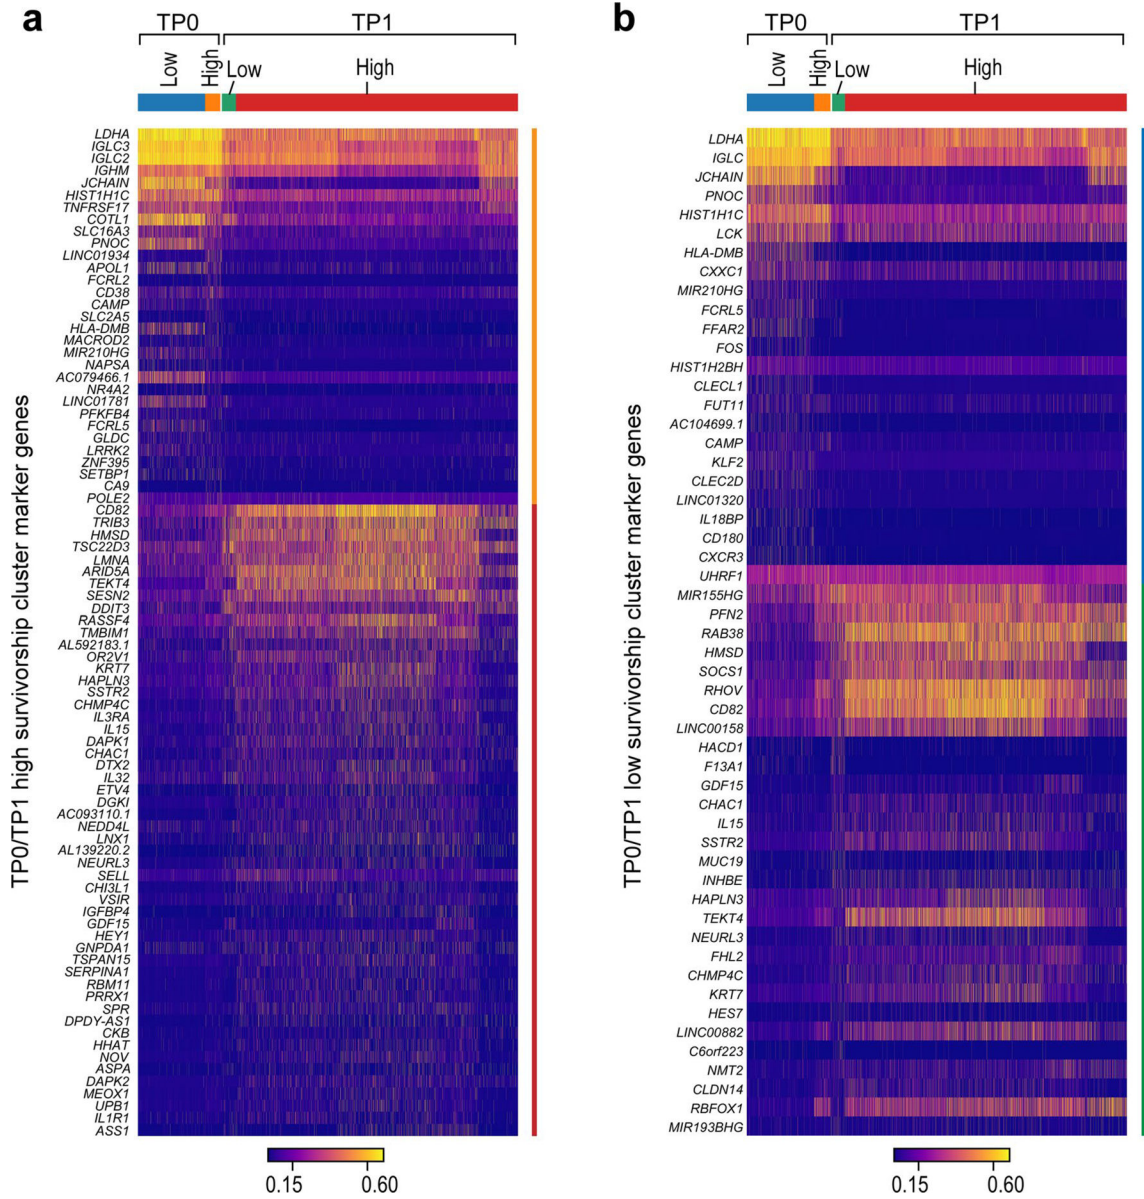 a
TP0 TP1
Low High Low High
TP0/TP1 high survivorship cluster marker genes
LDHA
IGLC3
IGLC2
IGHM
JCHAIN
HIST1H1C
TNFRSF17
COTL1
SLC16A3
PNOC
LINC01934
APOL1
FCRL2
CD38
CAMP
SLC2A5
HLA-DMB
MACROD2
MIR210HG
NAPSA
AC079466.1
NR4A2
LINC01781
PFKFB4
FCRL5
GLDC
LRRK2
ZNF395
SETBP1
CA9
POLE2
CD82
TRIB3
HMSD
TSC22D3
LMNA
ARID5A
TEKT4
SESN2
DDIT3
RASSF4
TMBIM1
AL592183.1
OR2V1
KRT7
HAPLN3
SSTR2
CHMP4C
IL3RA
IL15
DAPK1
CHAC1
DTX2
IL32
ETV4
DGKI
AC093110.1
NEDD4L
LNX1
AL139220.2
NEURL3
SELL
CHI3L1
VSIR
IGFBP4
GDF15
HEY1
GNPDA1
TSPAN15
SERPINA1
RBM11
PRRX1
SPR
DPDY-AS1
CKB
HHAT
NOV
ASPA
DAPK2
MEOX1
UPB1
IL1R1
ASS1
0.15 0.60
b
TP0 TP1
Low High Low High
TP0/TP1 low survivorship cluster marker genes
LDHA
IGLC
JCHAIN
PNOC
HIST1H1C
LCK
HLA-DMB
CXXC1
MIR210HG
FCRL5
FFAR2
FOS
HIST1H2BH
CLECL1
FUT11
AC104699.1
CAMP
KLF2
CLEC2D
LINC01320
IL18BP
CD180
CXCR3
UHRF1
MIR155HG
PFN2
RAB38
HMSD
SOCS1
RHOV
CD82
LINC00158
HACD1
F13A1
GDF15
CHAC1
IL15
SSTR2
MUC19
INHBE
HAPLN3
TEKT4
NEURL3
FHL2
CHMP4C
KRT7
HES7
LINC00882
C6orf223
NMT2
CLDN14
RBFOX1
MIR193BHG
0.15 0.60